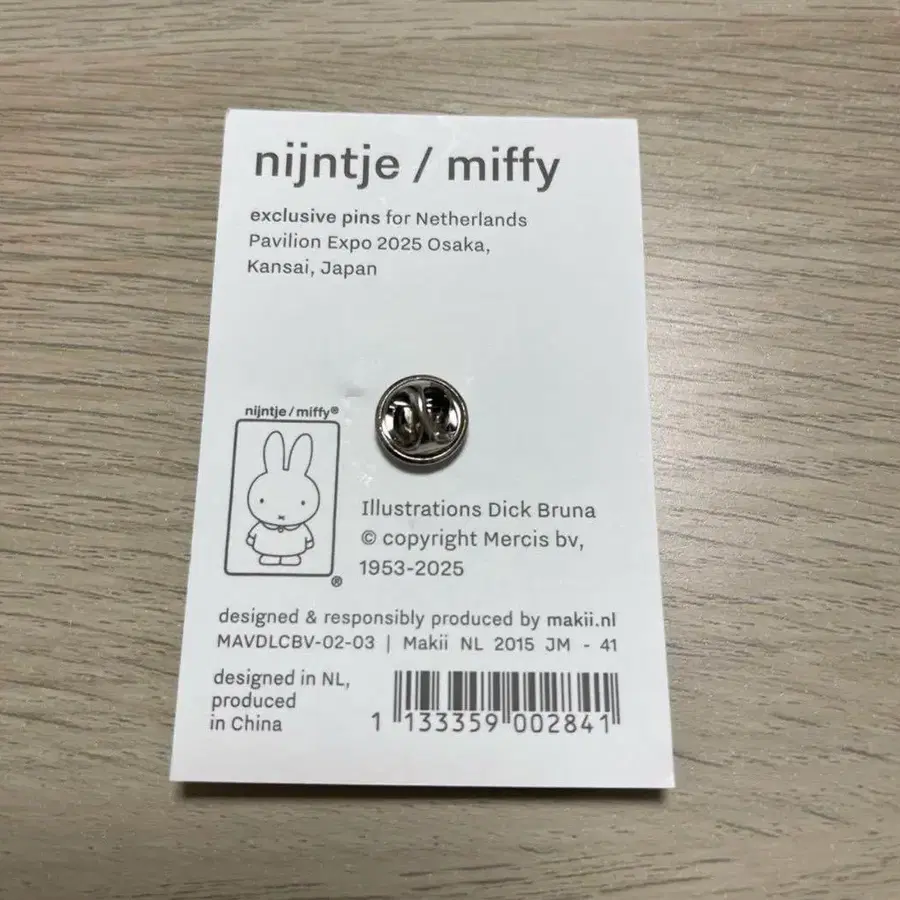 nijntje / miffy
exclusive pins for Netherlands
Pavilion Expo 2025 Osaka,
Kansai, Japan
nijntje / miffy®
®
Illustrations Dick Bruna
© copyright Mercis bv,
1953-2025
designed & responsibly produced by makii.nl
MAVDLCBV-02-03 | Makii NL 2015 JM - 41
designed in NL,
produced
in China
1 133359 002841